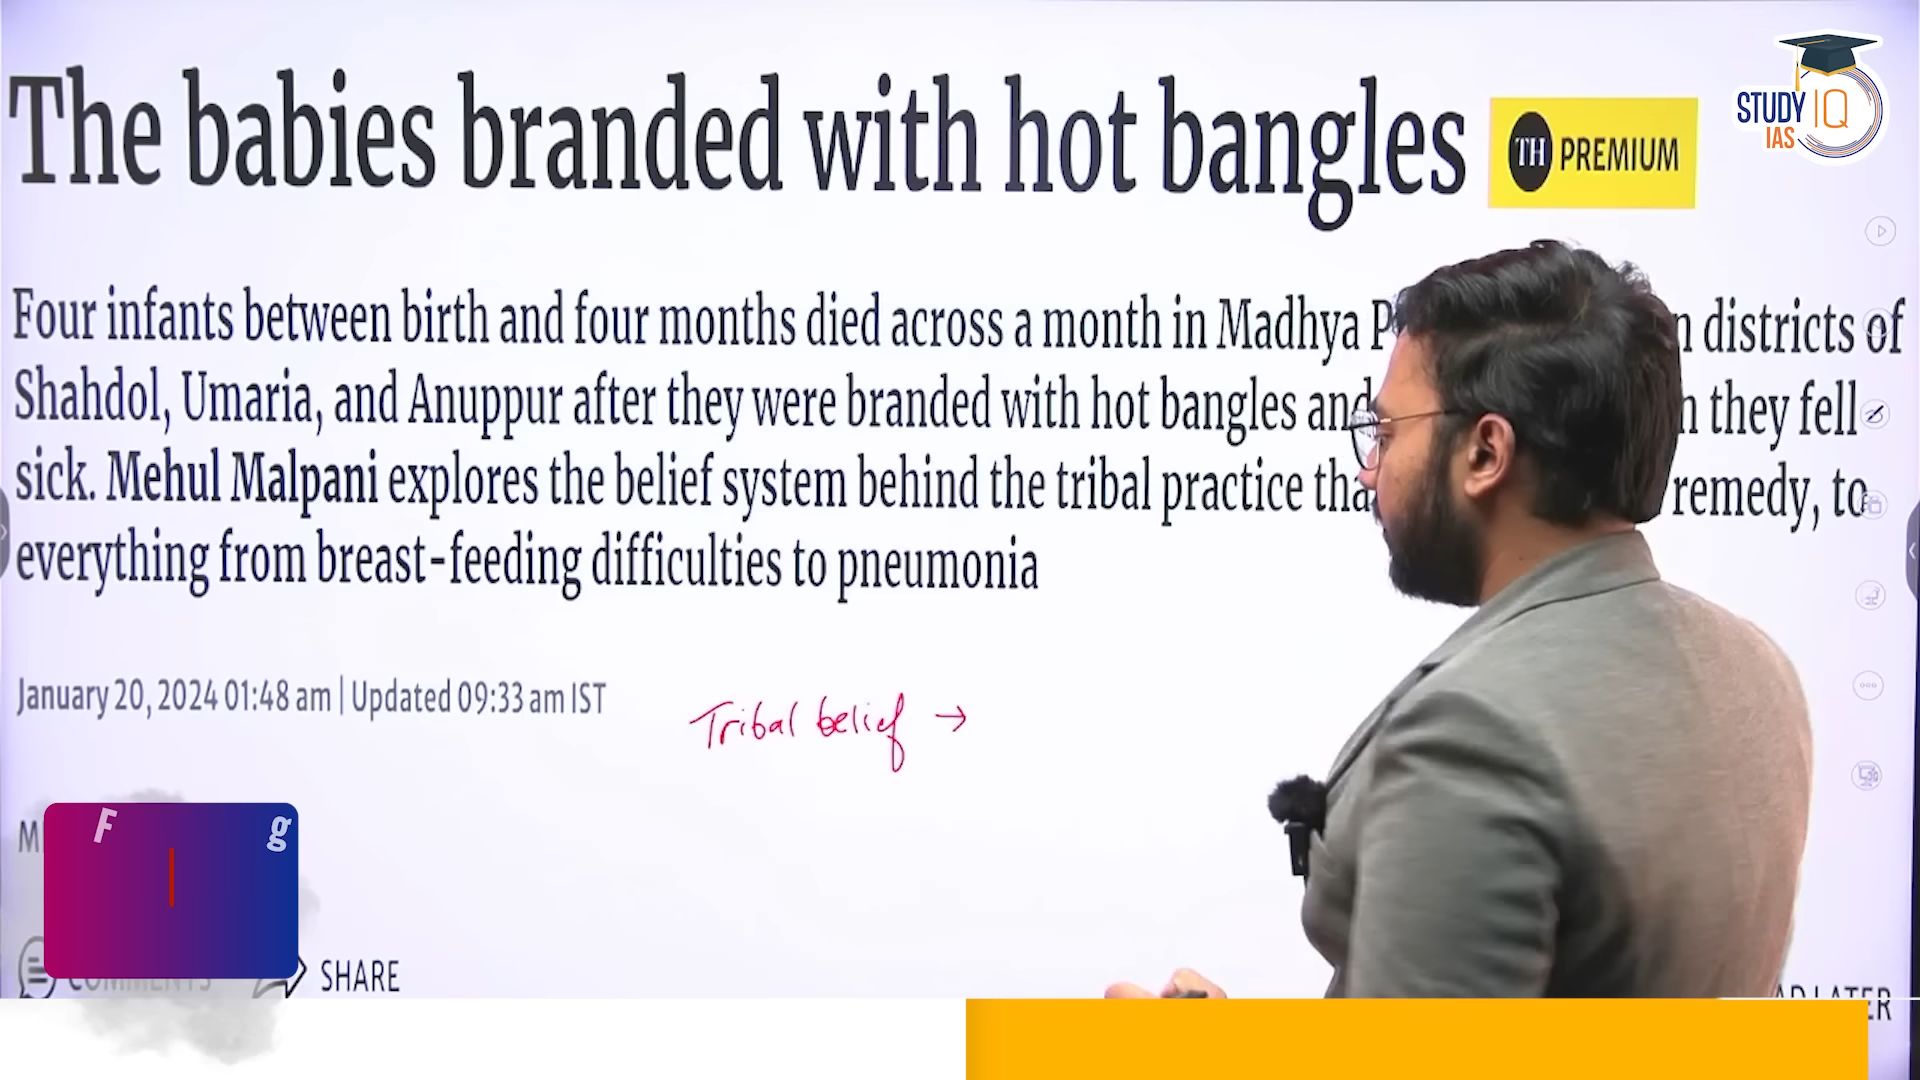 The babies branded with hot bangles
TH PREMIUM
STUDY IQ
IAS
Four infants between birth and four months died across a month in Madhya districts of
Shahdol, Umaria, and Anuppur after they were branded with hot bangles and they fell
sick. Mehul Malpani explores the belief system behind the tribal practice remedy, to
everything from breast-feeding difficulties to pneumonia
January 20, 2024 01:48 am | Updated 09:33 am IST
Tribal belief →
F g
COMMENTS
SHARE